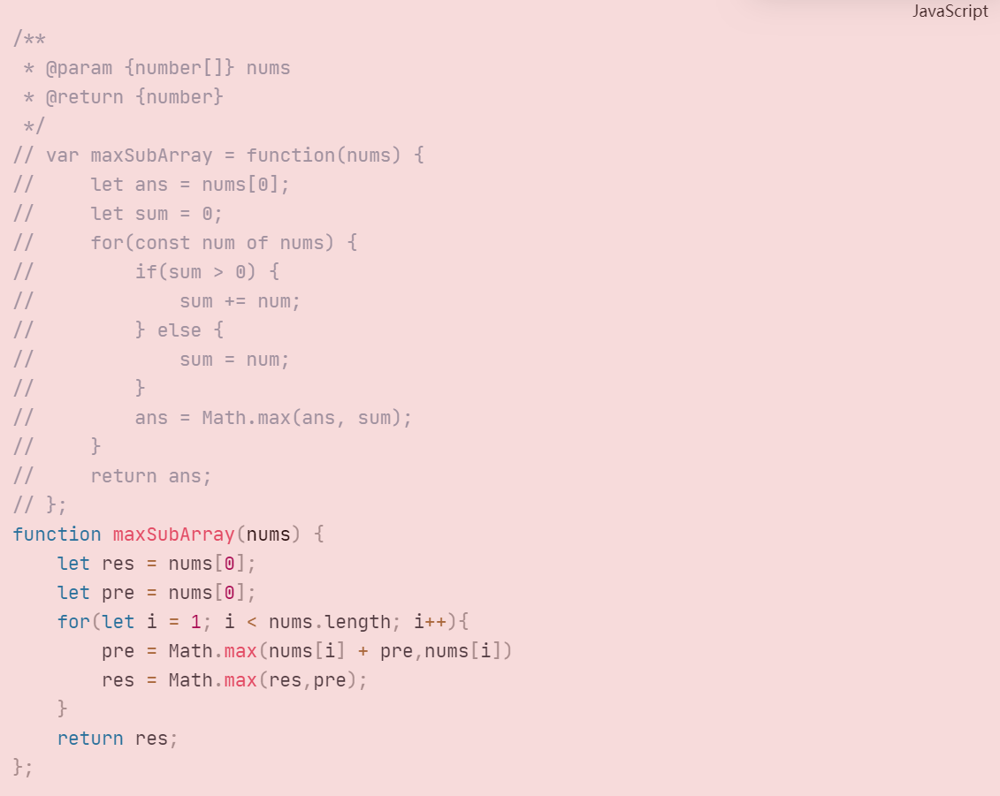 JavaScript
/**
 * @param {number[]} nums
 * @return {number}
 */
// var maxSubArray = function(nums) {
//     let ans = nums[0];
//     let sum = 0;
//     for(const num of nums) {
//         if(sum > 0) {
//             sum += num;
//         } else {
//             sum = num;
//         }
//         ans = Math.max(ans, sum);
//     }
//     return ans;
// };
function maxSubArray(nums) {
    let res = nums[0];
    let pre = nums[0];
    for(let i = 1; i < nums.length; i++){
        pre = Math.max(nums[i] + pre,nums[i])
        res = Math.max(res,pre);
    }
    return res;
};